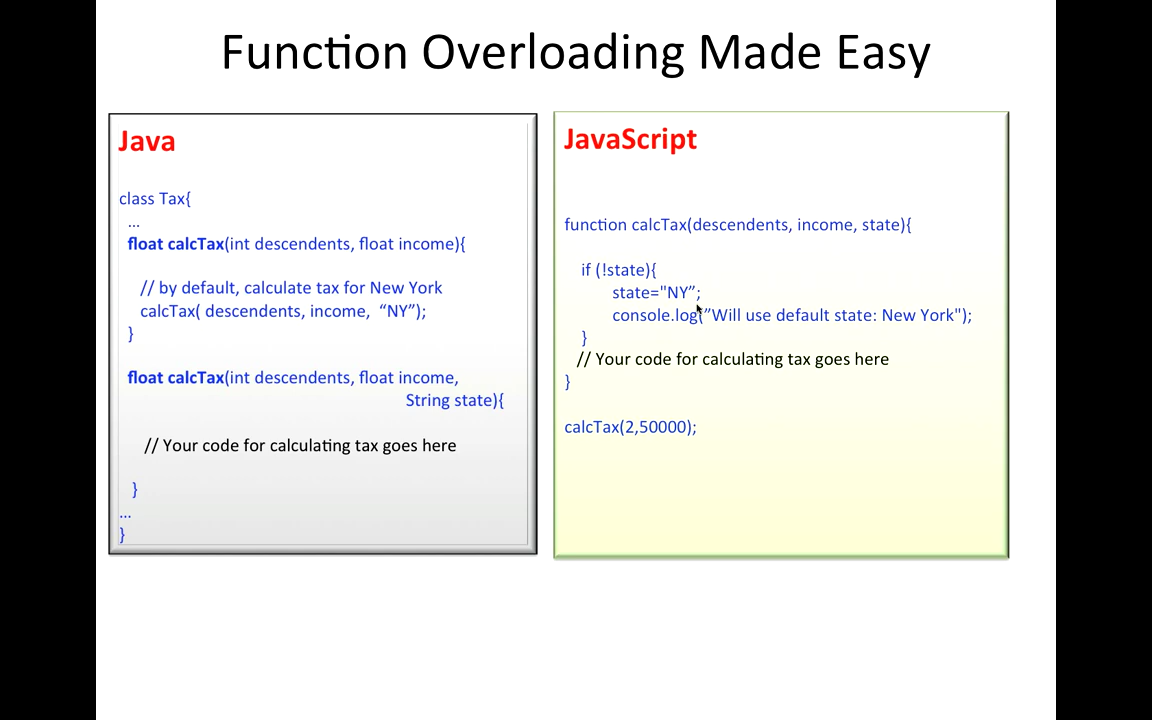 Function Overloading Made Easy
Java
class Tax{
...
float calcTax(int descendents, float income){
// by default, calculate tax for New York
calcTax( descendents, income,  “NY”);
}
float calcTax(int descendents, float income,
String state){
// Your code for calculating tax goes here
}
...
}
JavaScript
function calcTax(descendents, income, state){
if (!state){
state="NY”;
console.log(”Will use default state: New York");
}
// Your code for calculating tax goes here
}
calcTax(2,50000);